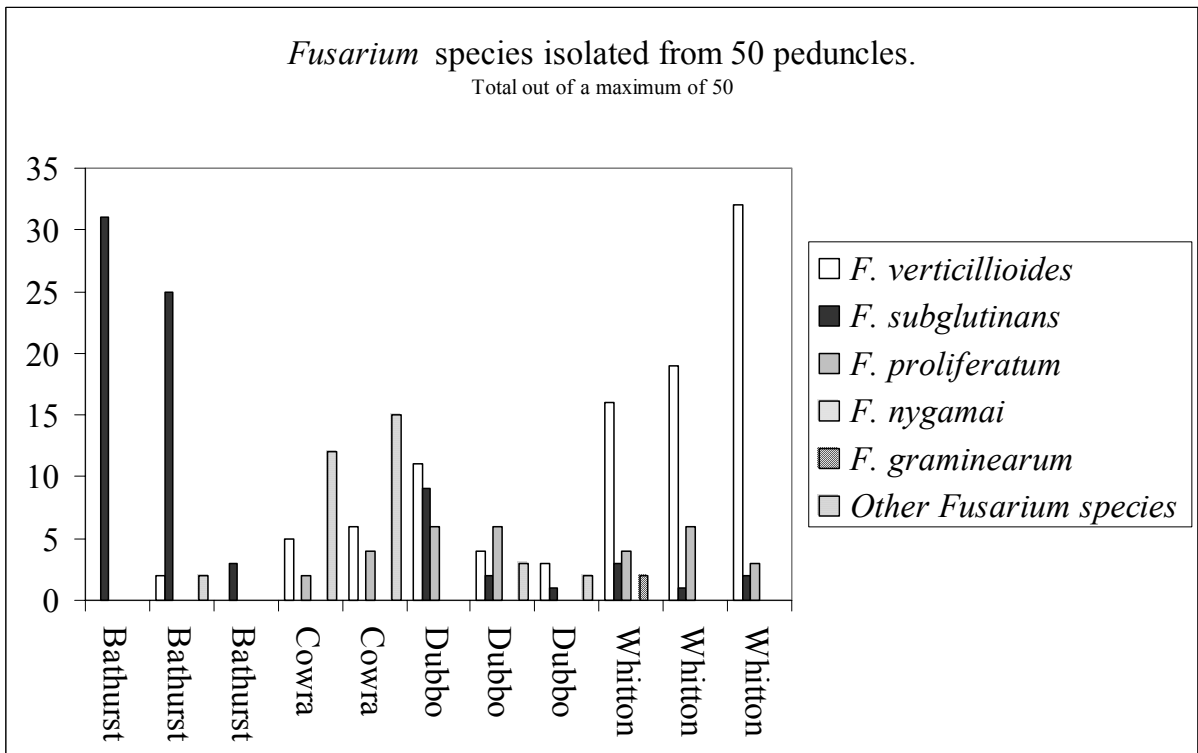 Fusarium species isolated from 50 peduncles.
Total out of a maximum of 50
35
30
25
20
15
10
5
0
Bathurst
Bathurst
Bathurst
Cowra
Cowra
Dubbo
Dubbo
Dubbo
Whitton
Whitton
Whitton
F. verticillioides
F. subglutinans
F. proliferatum
F. nygamai
F. graminearum
Other Fusarium species